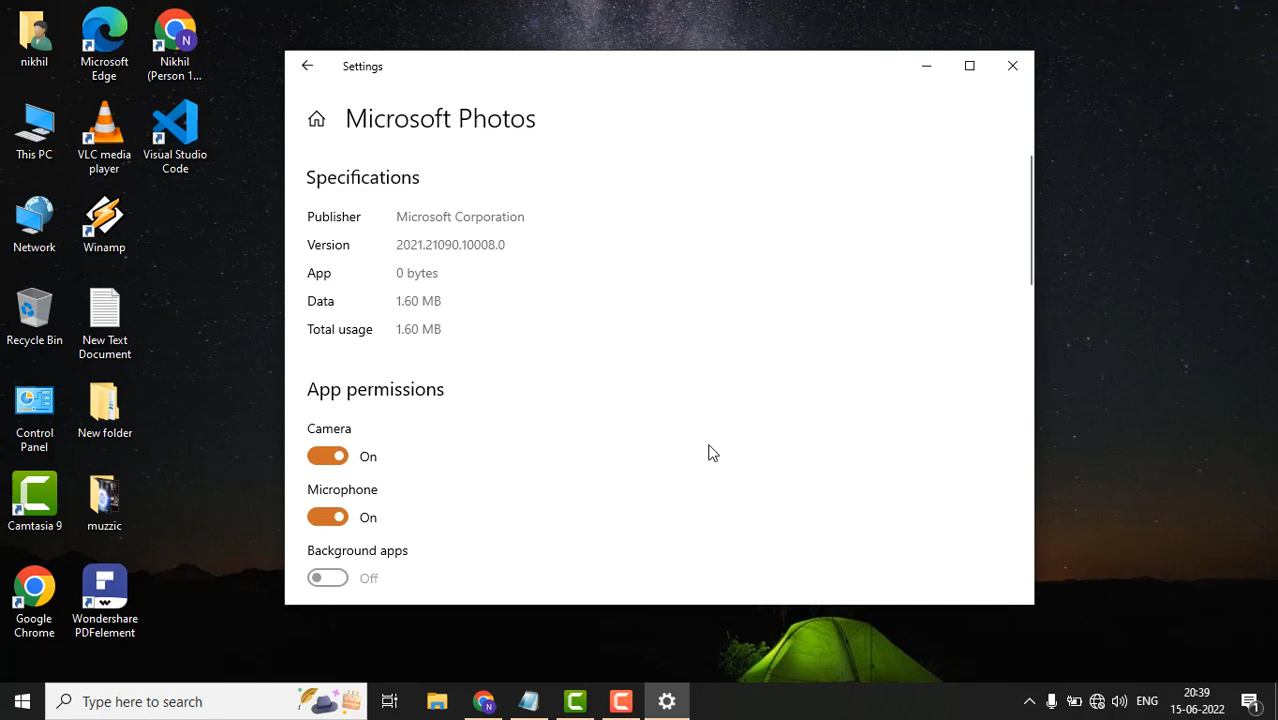 nikhil
Microsoft Edge
Nikhil (Person 1...
This PC
VLC media player
Visual Studio Code
Network
Winamp
Recycle Bin
New Text Document
Control Panel
New folder
Camtasia 9
muzzic
Google Chrome
Wondershare PDFelement
Settings
Microsoft Photos
Specifications
Publisher Microsoft Corporation
Version 2021.21090.10008.0
App 0 bytes
Data 1.60 MB
Total usage 1.60 MB
App permissions
Camera
On
Microphone
On
Background apps
Off
Type here to search
ENG
20:39
15-06-2022
1
N
N